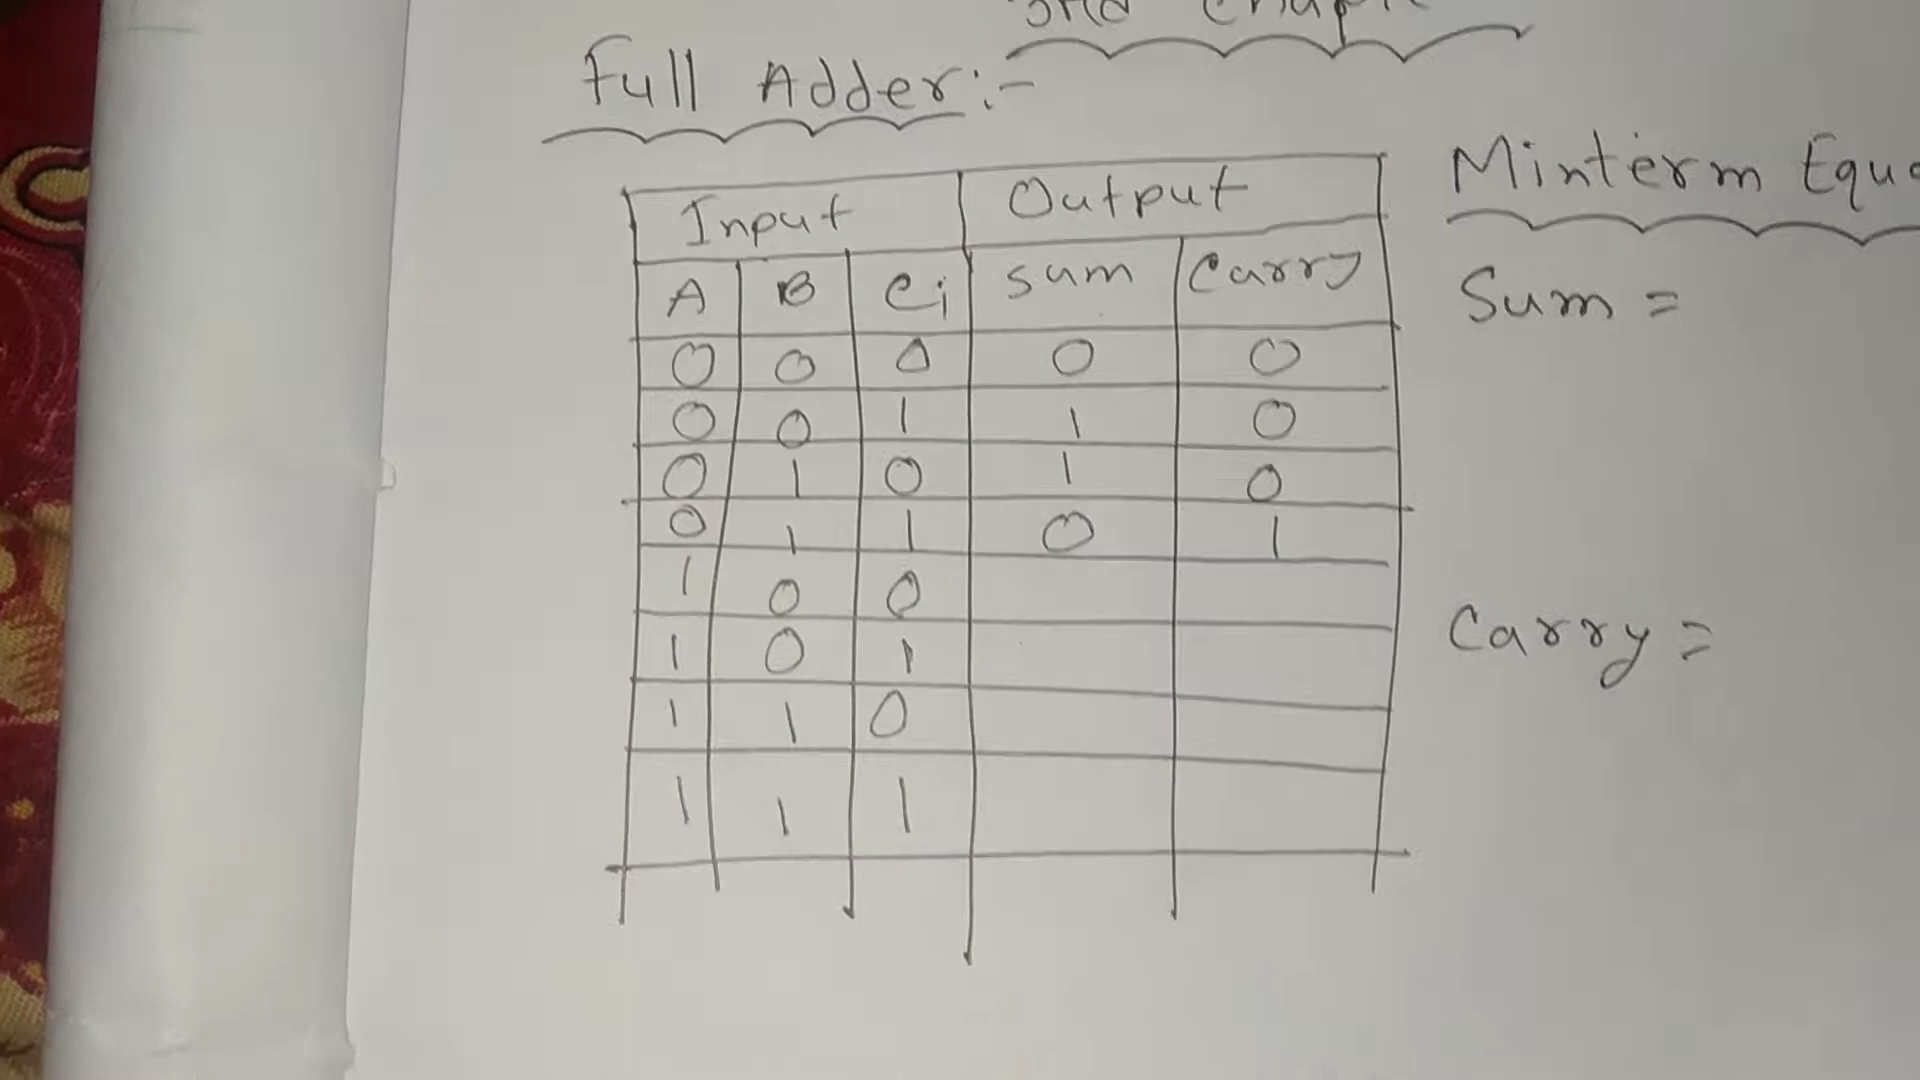 Full Adder:-
Input Output
A B Ci sum Carry
0 0 0 0 0
0 0 1 1 0
0 1 0 1 0
0 1 1 0 1
1 0 0
1 0 1
1 1 0
1 1 1
Minterm Equa
Sum =
Carry =